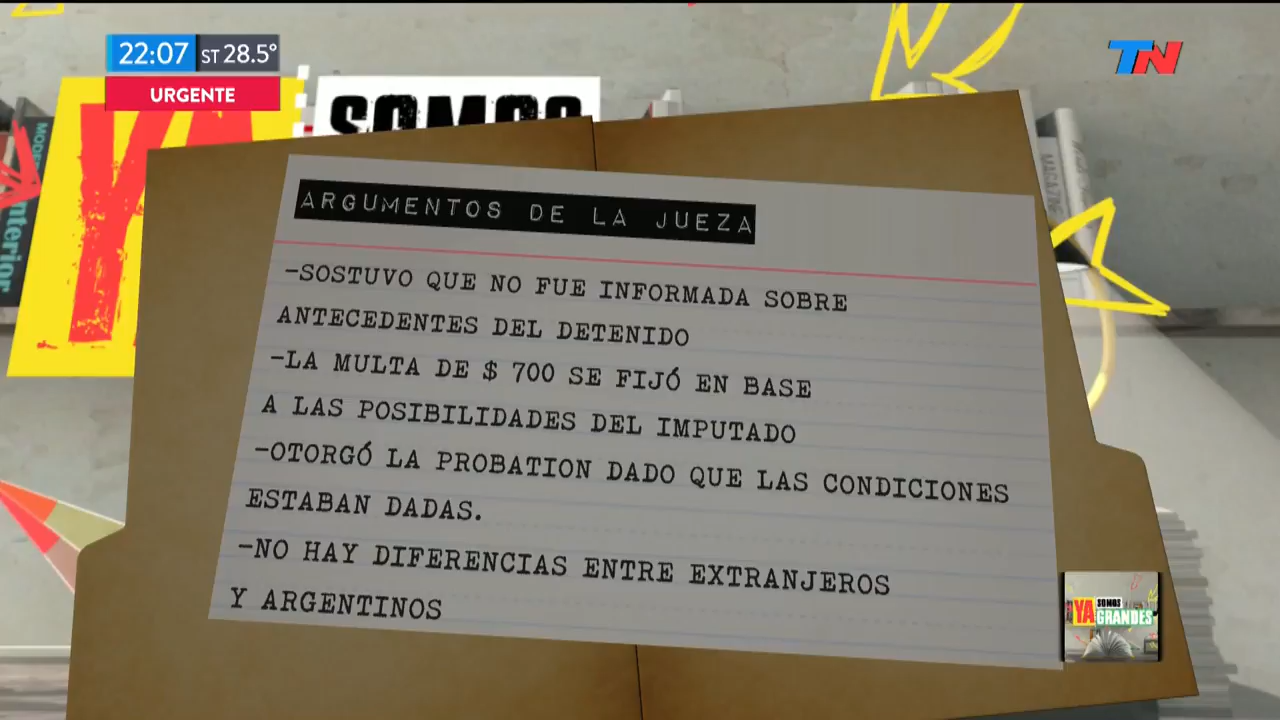 22:07 ST 28.5°
URGENTE
TN
YA
SOMOS
ARGUMENTOS DE LA JUEZA
-SOSTUVO QUE NO FUE INFORMADA SOBRE
ANTECEDENTES DEL DETENIDO
-LA MULTA DE $ 700 SE FIJÓ EN BASE
A LAS POSIBILIDADES DEL IMPUTADO
-OTORGÓ LA PROBATION DADO QUE LAS CONDICIONES
ESTABAN DADAS.
-NO HAY DIFERENCIAS ENTRE EXTRANJEROS
Y ARGENTINOS
YA SOMOS
GRANDES